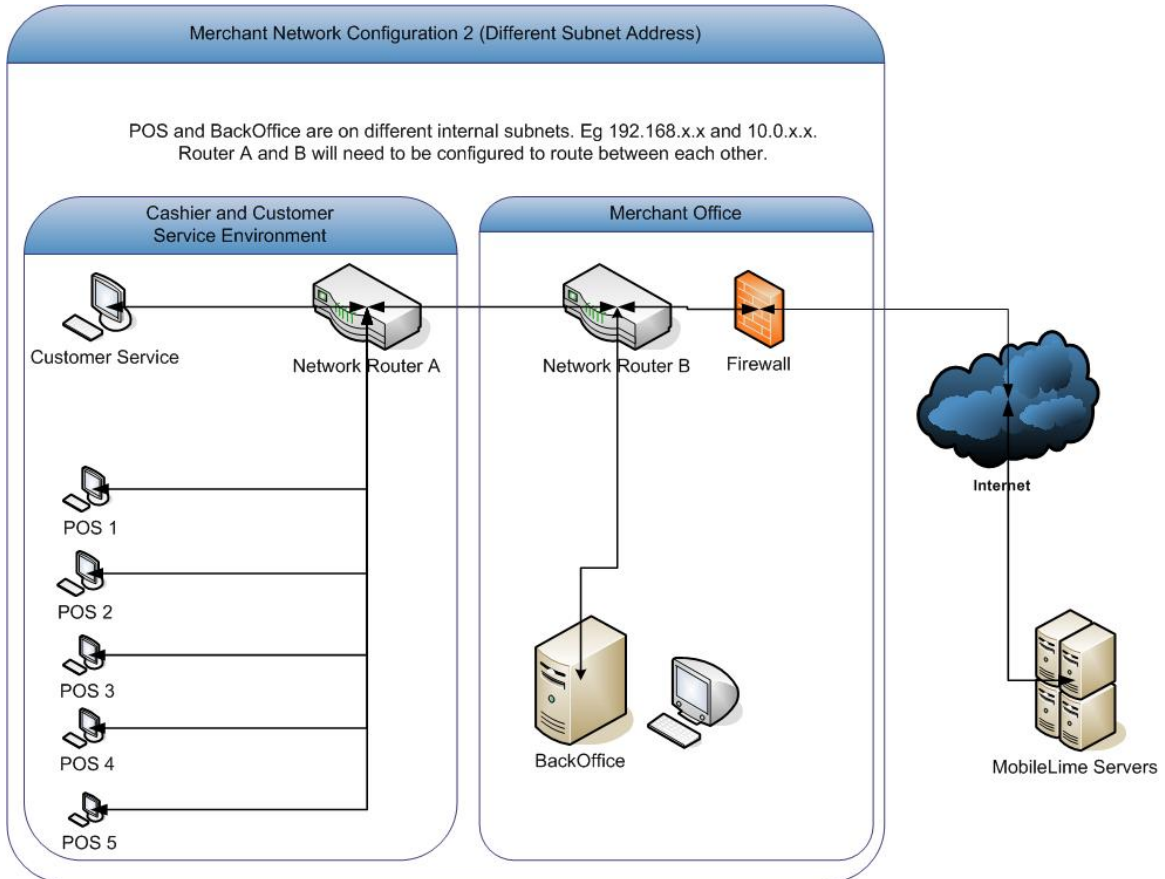 Merchant Network Configuration 2 (Different Subnet Address)
POS and BackOffice are on different internal subnets. Eg 192.168.x.x and 10.0.x.x.
Router A and B will need to be configured to route between each other.
Cashier and Customer
Service Environment
Merchant Office
Customer Service
Network Router A
Network Router B
Firewall
Internet
POS 1
POS 2
POS 3
POS 4
POS 5
BackOffice
MobileLime Servers